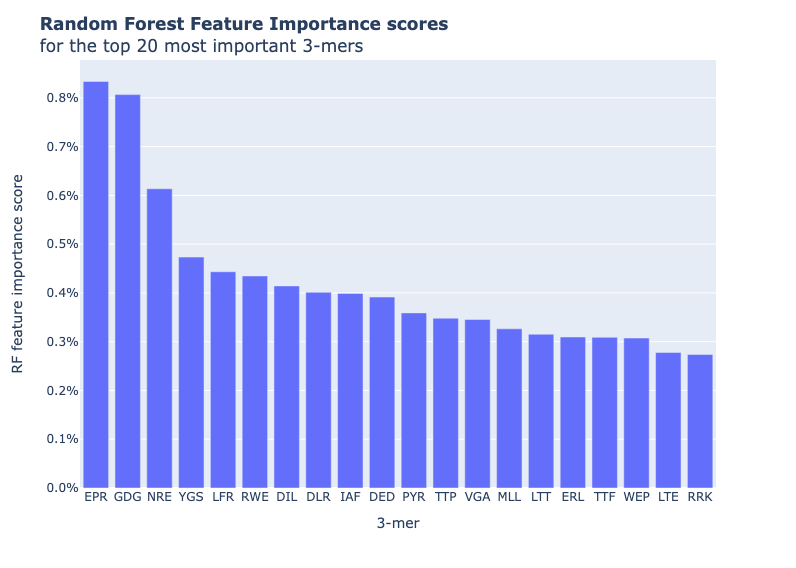 Random Forest Feature Importance scores
for the top 20 most important 3-mers
RF feature importance score
0.8%
0.7%
0.6%
0.5%
0.4%
0.3%
0.2%
0.1%
0.0%
EPR GDG NRE YGS LFR RWE DIL DLR IAF DED PYR TTP VGA MLL LTT ERL TTF WEP LTE RRK
3-mer